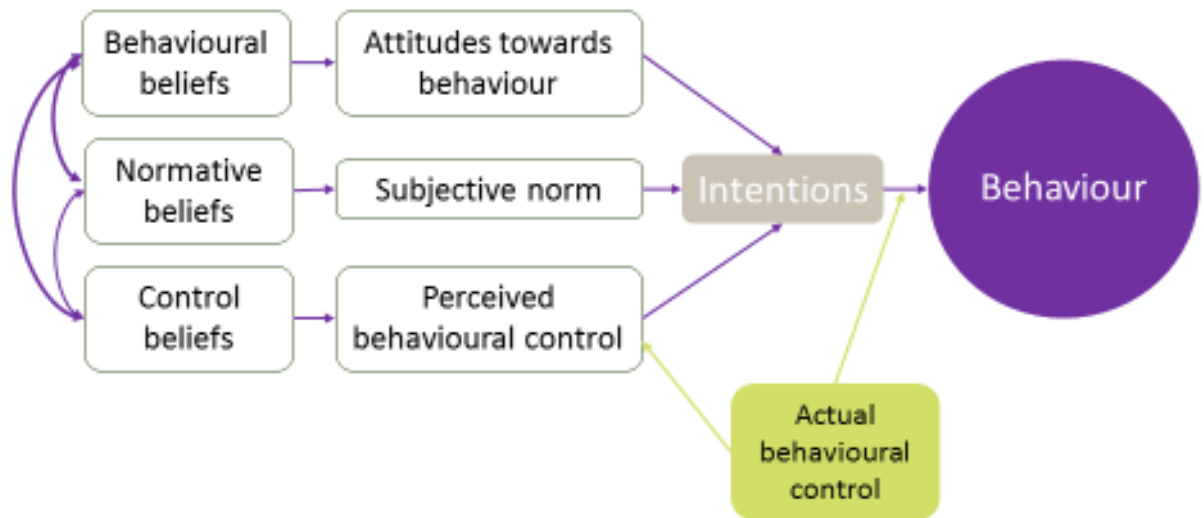 Behavioural
beliefs
Attitudes towards
behaviour
Normative
beliefs
Subjective norm
Intentions
Behaviour
Control
beliefs
Perceived
behavioural control
Actual
behavioural
control